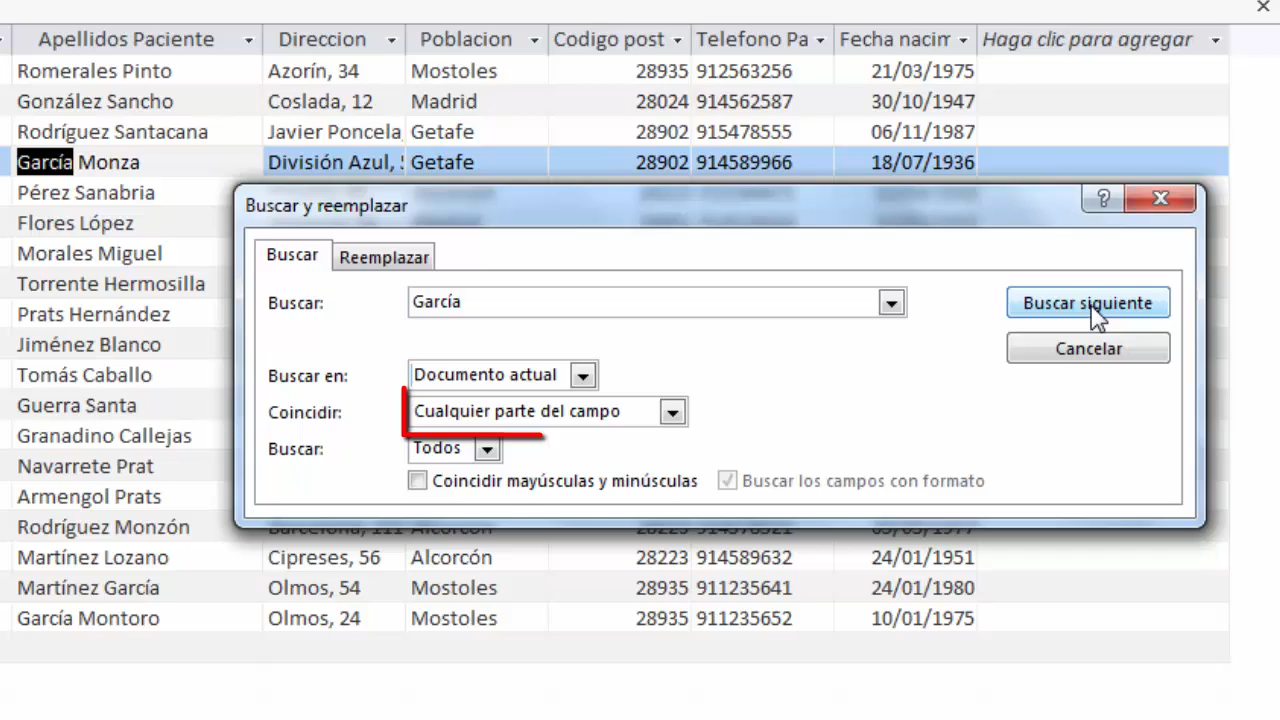 Apellidos Paciente Direccion Poblacion Codigo post Telefono Pa Fecha nacim Haga clic para agregar
Romerales Pinto Azorín, 34 Mostoles 28935 912563256 21/03/1975
González Sancho Coslada, 12 Madrid 28024 914562587 30/10/1947
Rodríguez Santacana Javier Poncela, Getafe 28902 915478555 06/11/1987
García Monza División Azul, Getafe 28902 914589966 18/07/1936
Pérez Sanabria
Buscar y reemplazar
Flores López
Morales Miguel
Buscar Reemplazar
Torrente Hermosilla
Buscar: García Buscar siguiente
Prats Hernández
Jiménez Blanco
Cancelar
Tomás Caballo
Buscar en: Documento actual
Guerra Santa
Coincidir: Cualquier parte del campo
Granadino Callejas
Buscar: Todos
Navarrete Prat
Coincidir mayúsculas y minúsculas Buscar los campos con formato
Armengol Prats
Rodríguez Monzón
Martínez Lozano Cipreses, 56 Alcorcón 28223 914589632 24/01/1951
Martínez García Olmos, 54 Mostoles 28935 911235641 24/01/1980
García Montoro Olmos, 24 Mostoles 28935 911235652 10/01/1975